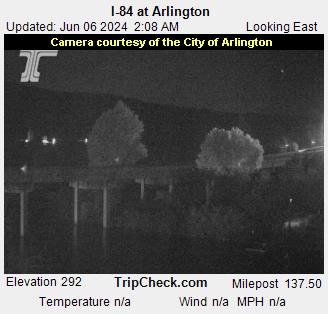 I-84 at Arlington
Updated: Jun 06 2024 2:08 AM Looking East
Camera courtesy of the City of Arlington
Elevation 292 TripCheck.com Milepost 137.50
Temperature n/a Wind n/a MPH n/a